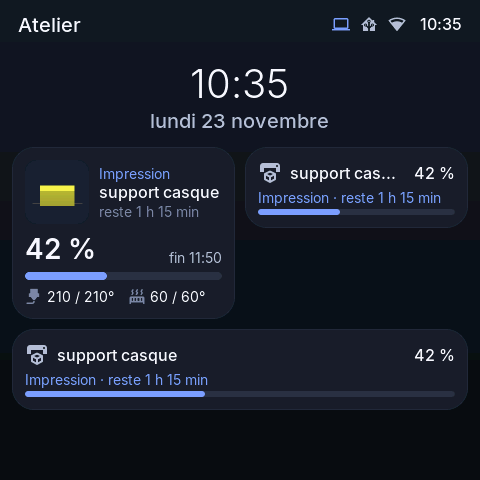 Atelier
10:35
10:35
lundi 23 novembre
Impression
support casque
reste 1 h 15 min
42 %
fin 11:50
210 / 210°
60 / 60°
support cas…
42 %
Impression · reste 1 h 15 min
support casque
42 %
Impression · reste 1 h 15 min